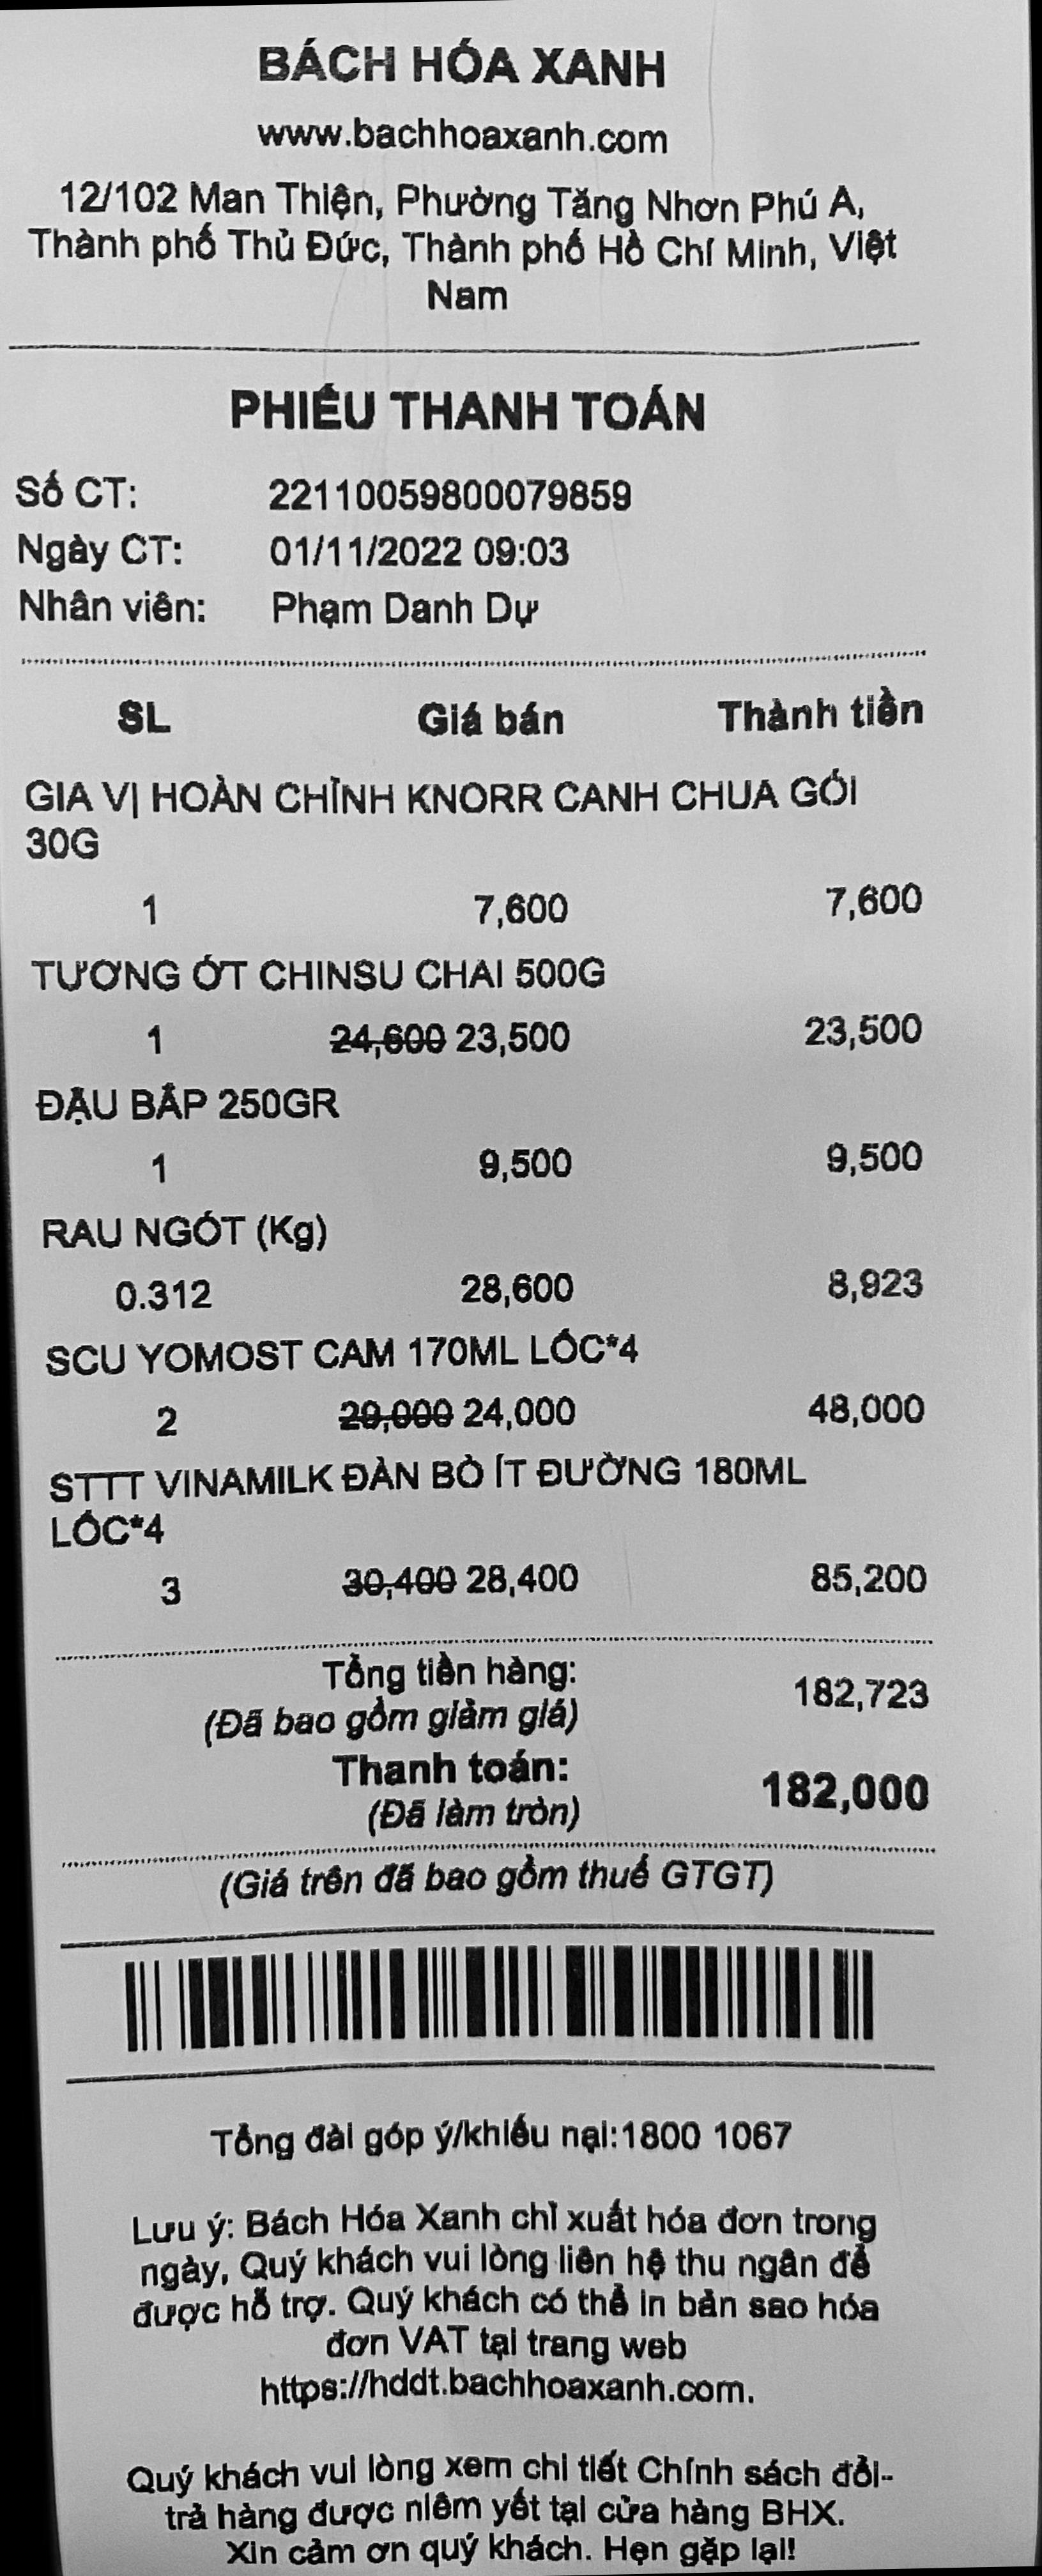 BÁCH HÓA XANH
www.bachhoaxanh.com
12/102 Man Thiện, Phường Tăng Nhơn Phú A,
Thành phố Thủ Đức, Thành phố Hồ Chí Minh, Việt
Nam
PHIẾU THANH TOÁN
Số CT: 22110059800079859
Ngày CT: 01/11/2022 09:03
Nhân viên: Phạm Danh Dự
SL Giá bán Thành tiền
GIA VỊ HOÀN CHỈNH KNORR CANH CHUA GÓI
30G
1 7,600 7,600
TƯƠNG ỚT CHINSU CHAI 500G
1 24,600 23,500 23,500
ĐẬU BẮP 250GR
1 9,500 9,500
RAU NGÓT (Kg)
0.312 28,600 8,923
SCU YOMOST CAM 170ML LỐC*4
2 29,000 24,000 48,000
STTT VINAMILK ĐÀN BÒ ÍT ĐƯỜNG 180ML
LỐC*4
3 30,400 28,400 85,200
Tổng tiền hàng: 182,723
(Đã bao gồm giảm giá)
Thanh toán: 182,000
(Đã làm tròn)
(Giá trên đã bao gồm thuế GTGT)
Tổng đài góp ý/khiếu nại:1800 1067
Lưu ý: Bách Hóa Xanh chỉ xuất hóa đơn trong
ngày, Quý khách vui lòng liên hệ thu ngân để
được hỗ trợ. Quý khách có thể in bản sao hóa
đơn VAT tại trang web
https://hddt.bachhoaxanh.com.
Quý khách vui lòng xem chi tiết Chính sách đổi-
trả hàng được niêm yết tại cửa hàng BHX.
Xin cảm ơn quý khách. Hẹn gặp lại!